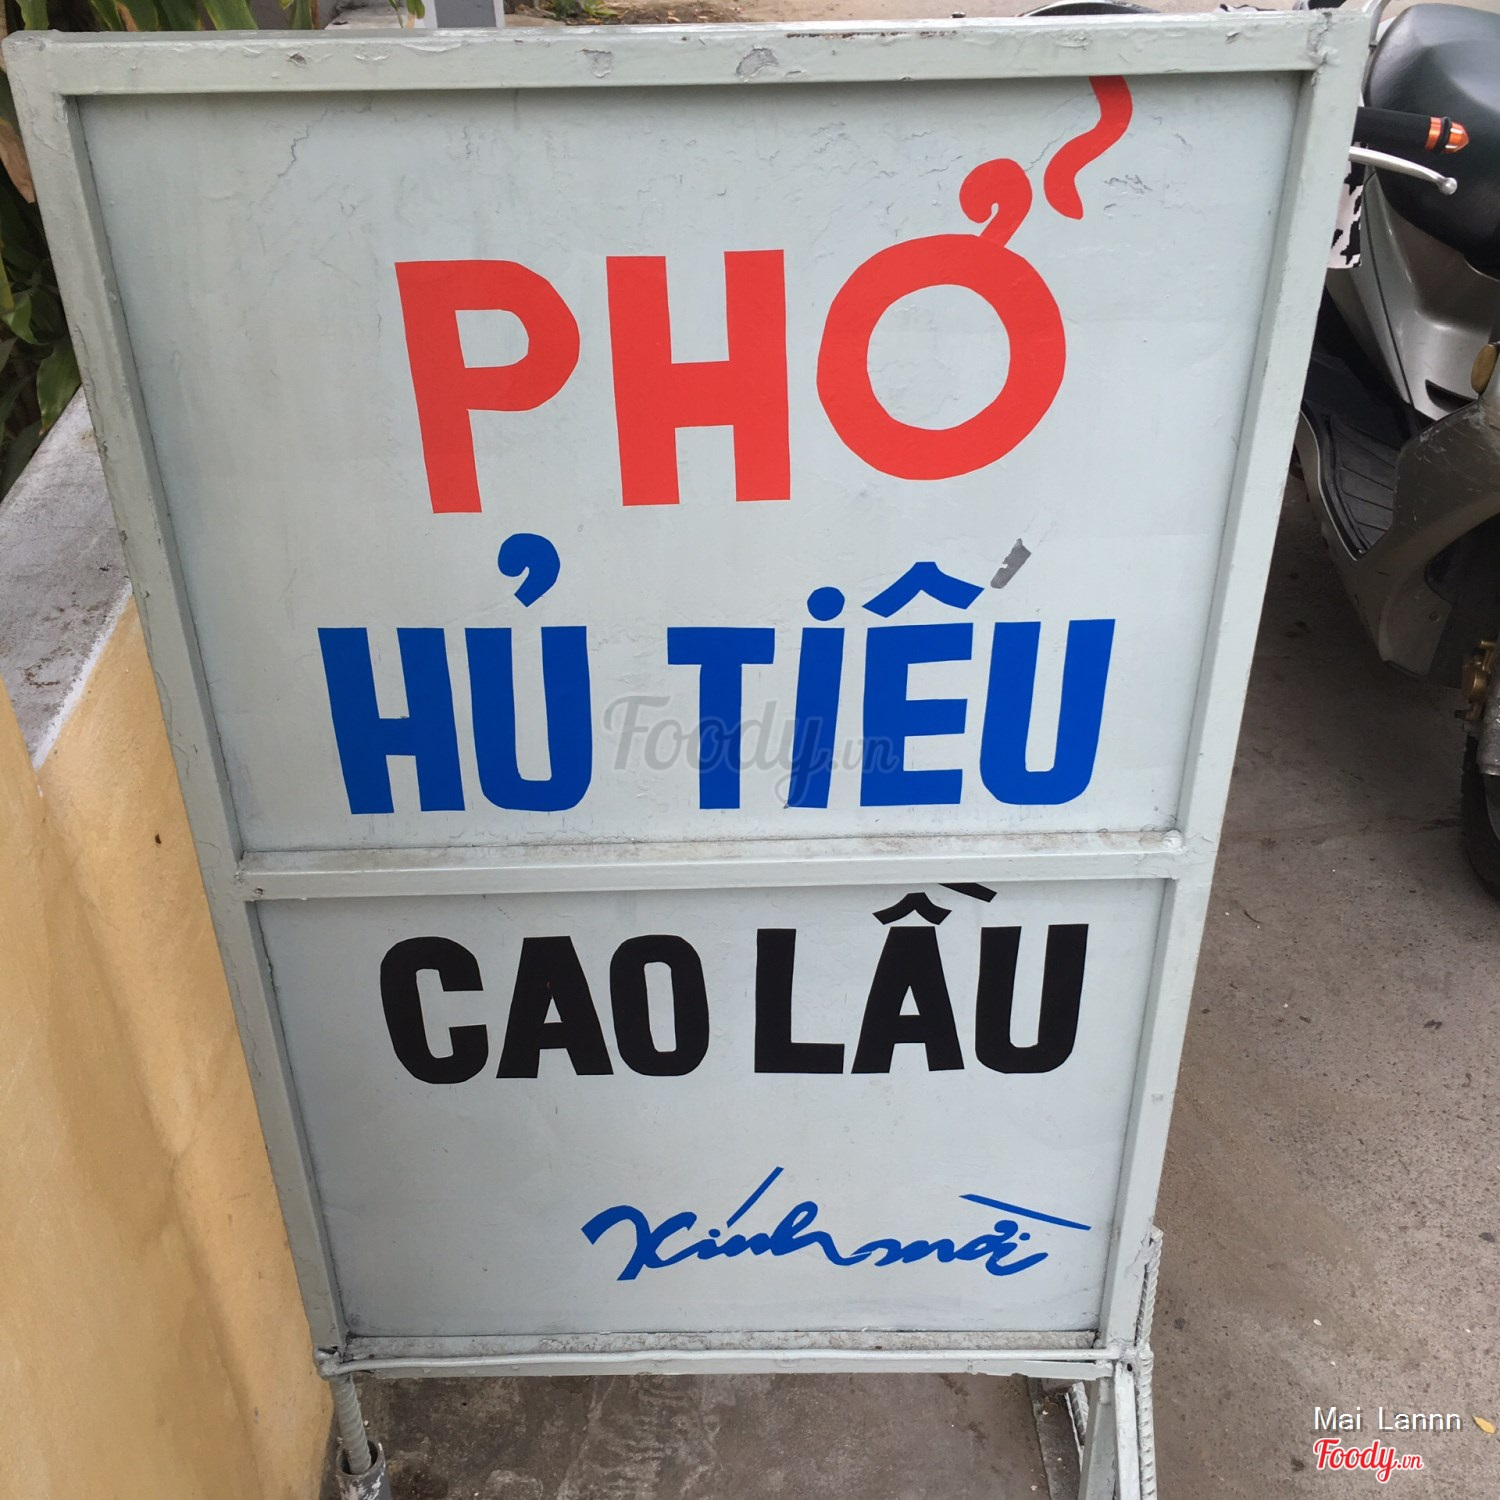 PHỞ
HỦ TIẾU
Foody.vn
CAO LẦU
Kính mời
Mai Lannn
Foody.vn